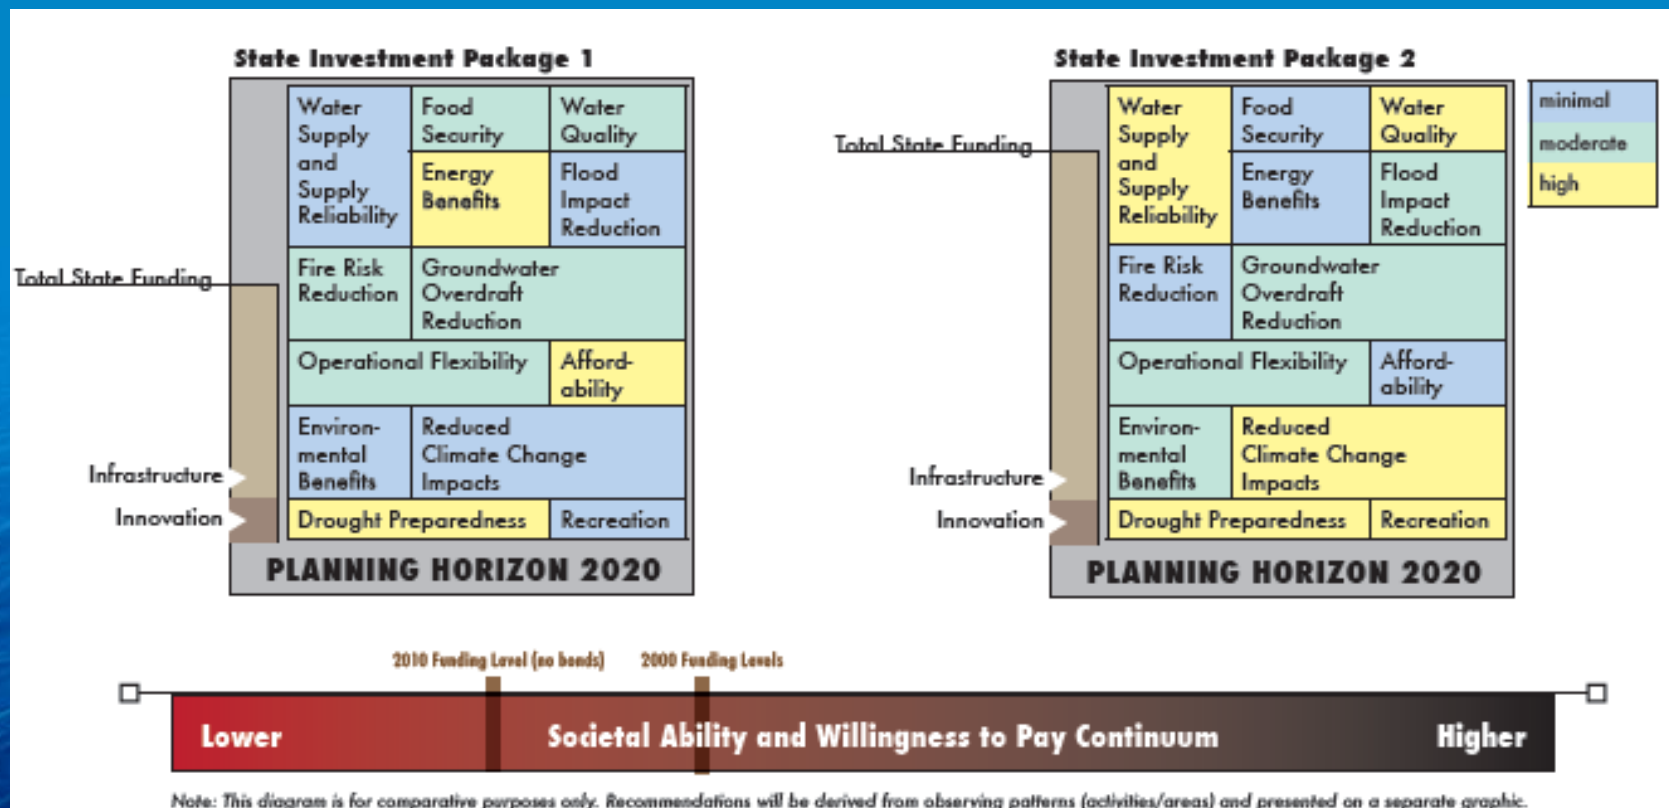 State Investment Package 1
Water
Supply
and
Supply
Reliability
Food
Security
Water
Quality
Energy
Benefits
Flood
Impact
Reduction
Total State Funding
Fire Risk
Reduction
Groundwater
Overdraft
Reduction
Operational Flexibility
Afford-
ability
Environ-
mental
Benefits
Reduced
Climate Change
Impacts
Infrastructure
Innovation
Drought Preparedness
Recreation
PLANNING HORIZON 2020
State Investment Package 2
Total State Funding
Water
Supply
and
Supply
Reliability
Food
Security
Water
Quality
Energy
Benefits
Flood
Impact
Reduction
Fire Risk
Reduction
Groundwater
Overdraft
Reduction
Operational Flexibility
Afford-
ability
Environ-
mental
Benefits
Reduced
Climate Change
Impacts
Infrastructure
Innovation
Drought Preparedness
Recreation
PLANNING HORIZON 2020
minimal
moderate
high
2010 Funding Level (no bonds)
2000 Funding Levels
Lower
Societal Ability and Willingness to Pay Continuum
Higher
Note: This diagram is for comparative purposes only. Recommendations will be derived from observing patterns (activities/areas) and presented on a separate graphic.